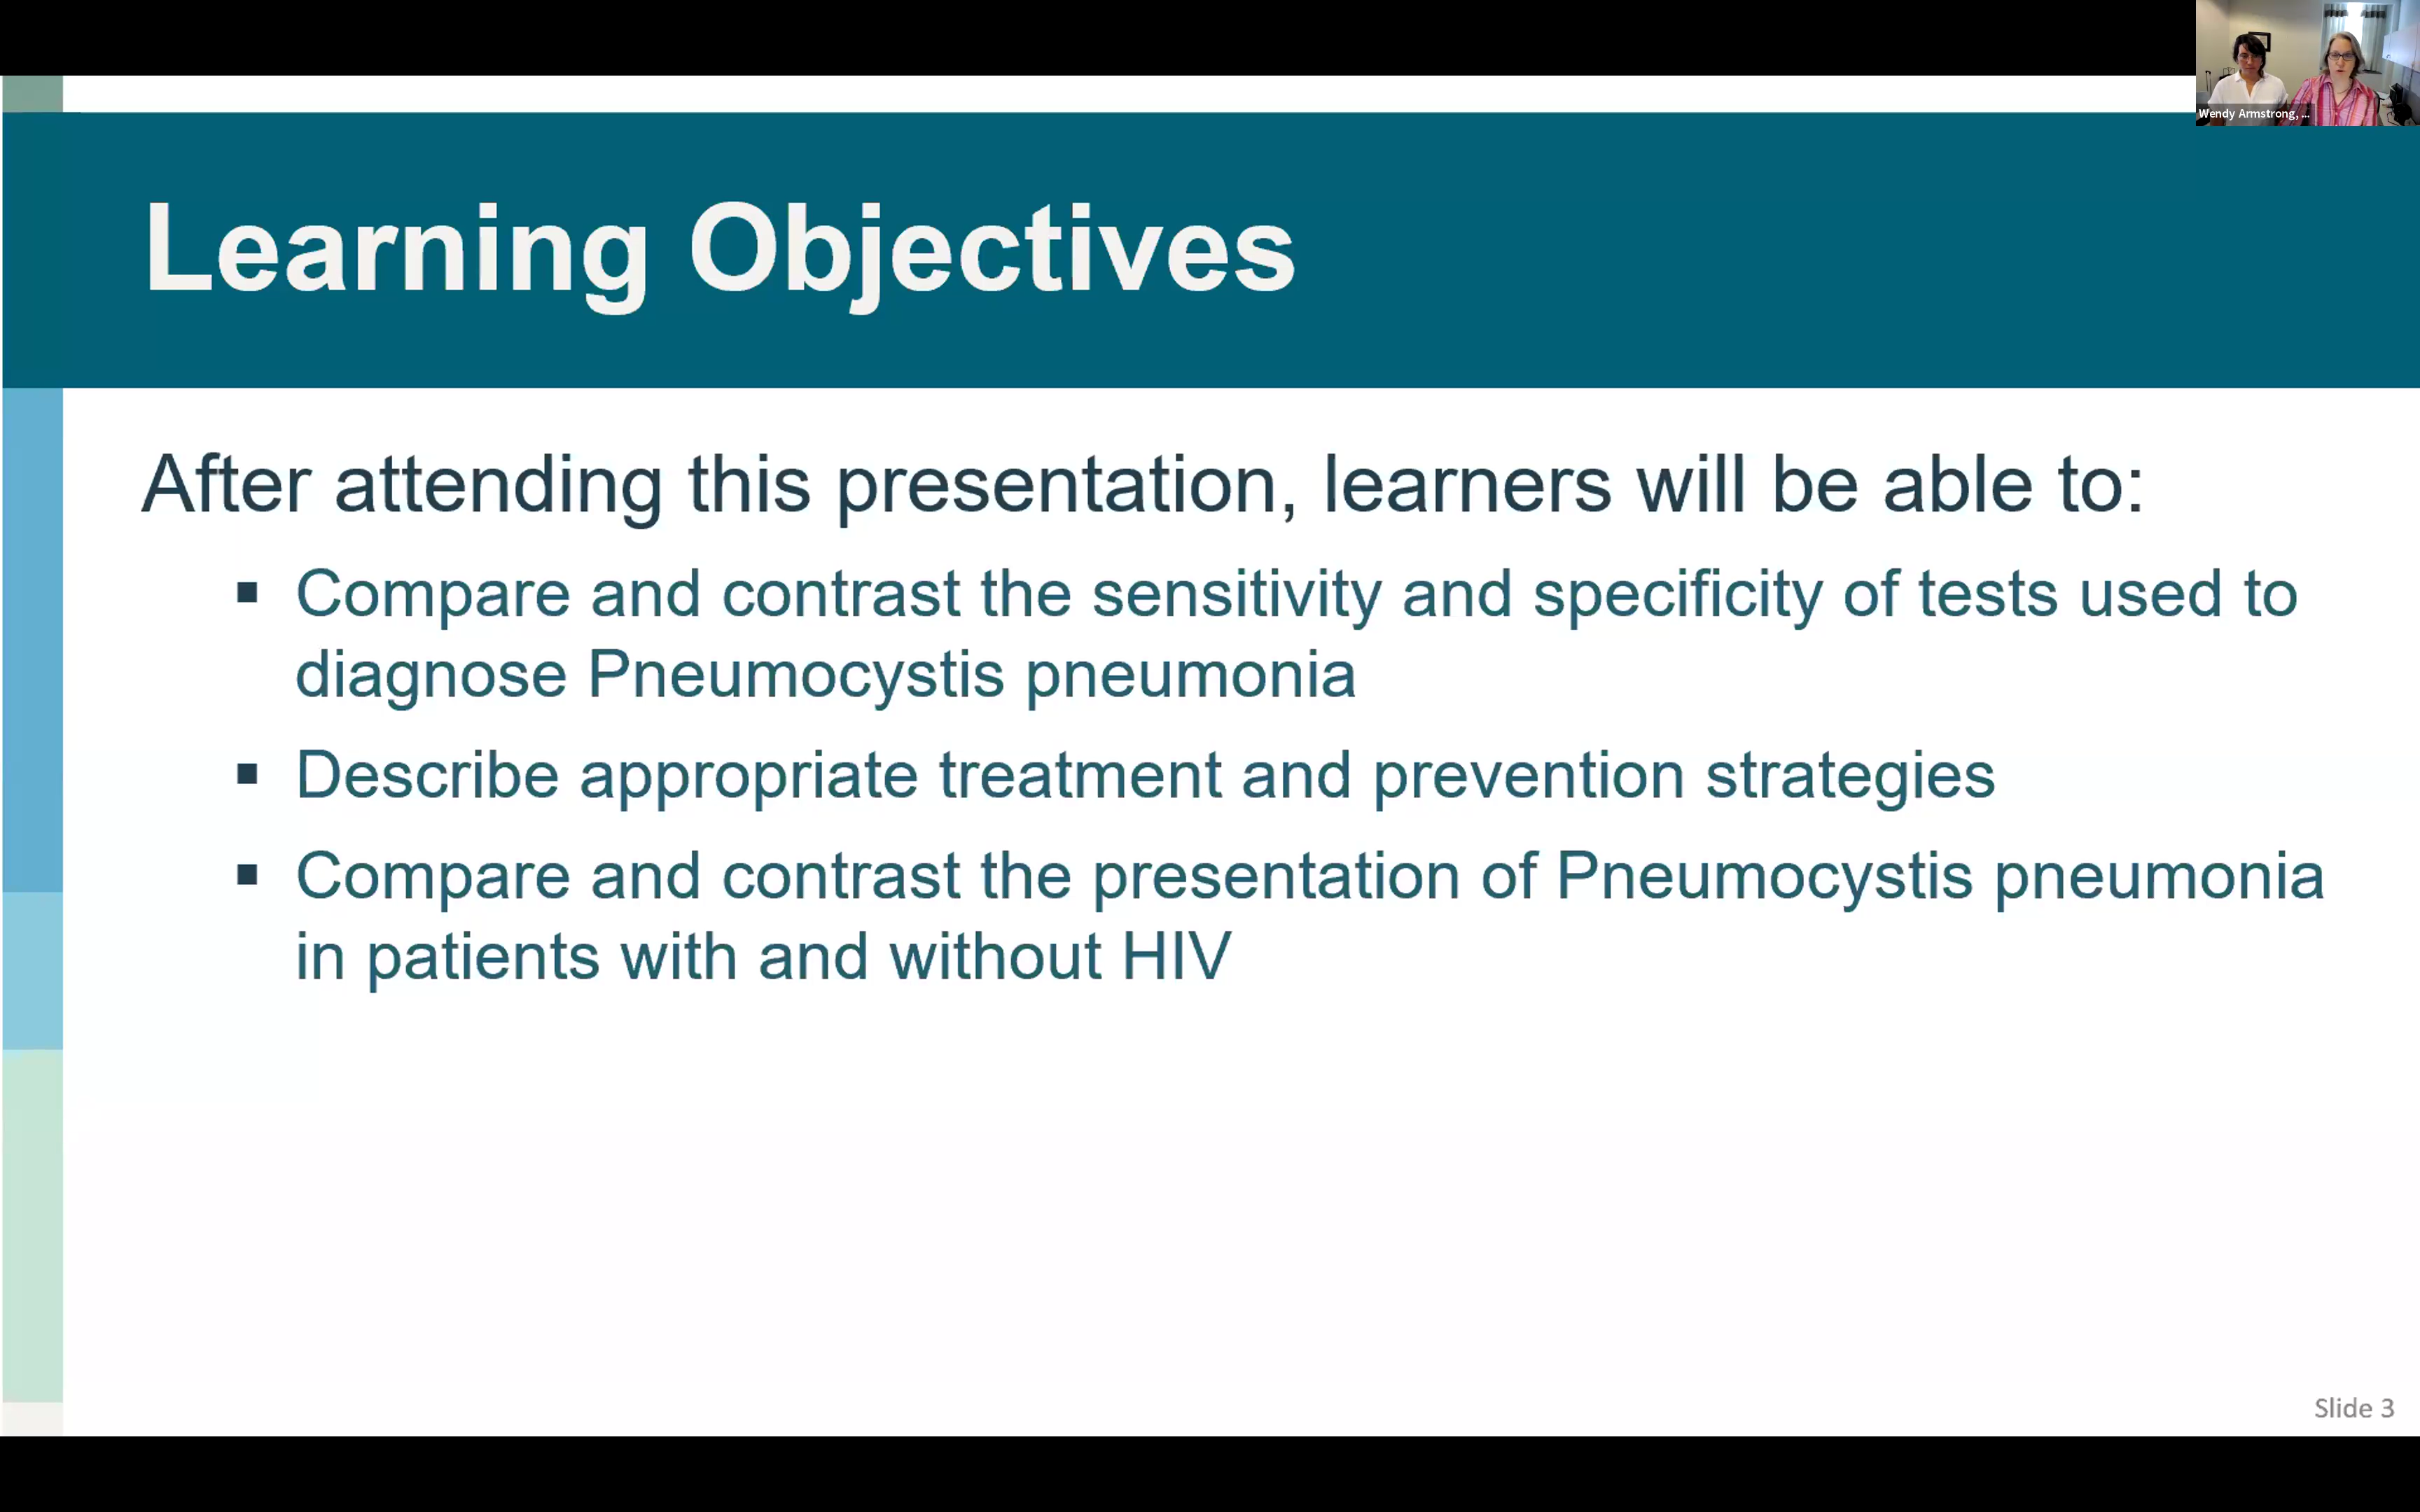 Wendy Armstrong, ...
Learning Objectives
After attending this presentation, learners will be able to:
▪ Compare and contrast the sensitivity and specificity of tests used to
diagnose Pneumocystis pneumonia
▪ Describe appropriate treatment and prevention strategies
▪ Compare and contrast the presentation of Pneumocystis pneumonia
in patients with and without HIV
Slide 3